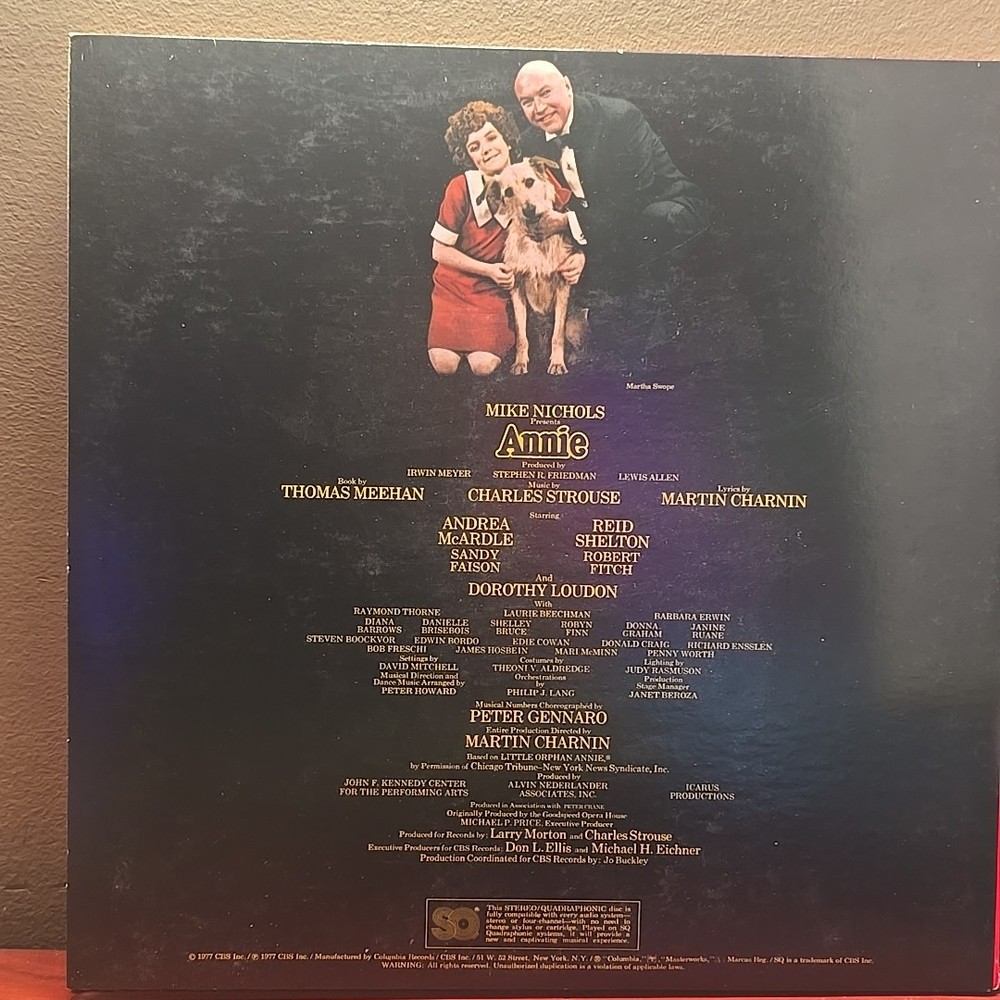 Martha Swope
MIKE NICHOLS
Presents
Annie
Produced by
IRWIN MEYER STEPHEN R. FRIEDMAN LEWIS ALLEN
Book by Music by Lyrics by
THOMAS MEEHAN CHARLES STROUSE MARTIN CHARNIN
Starring
ANDREA REID
McARDLE SHELTON
SANDY ROBERT
FAISON FITCH
And
DOROTHY LOUDON
With
RAYMOND THORNE LAURIE BEECHMAN BARBARA ERWIN
DIANA DANIELLE SHELLEY ROBYN DONNA JANINE
BARROWS BRISEBOIS BRUCE FINN GRAHAM RUANE
STEVEN BOOCKVOR EDWIN BORDO EDIE COWAN DONALD CRAIG RICHARD ENSSLEN
BOB FRESCHI JAMES HOSBEIN MARI McMINN PENNY WORTH
Settings by Costumes by Lighting by
DAVID MITCHELL THEONI V. ALDREDGE JUDY RASMUSON
Musical Direction and Orchestrations Production
Dance Music Arranged by by Stage Manager
PETER HOWARD PHILIP J. LANG JANET BEROZA
Musical Numbers Choreographed by
PETER GENNARO
Entire Production Directed by
MARTIN CHARNIN
Based on LITTLE ORPHAN ANNIE,®
by Permission of Chicago Tribune–New York News Syndicate, Inc.
Produced by
JOHN F. KENNEDY CENTER ALVIN NEDERLANDER ICARUS
FOR THE PERFORMING ARTS ASSOCIATES, INC. PRODUCTIONS
Produced in Association with PETER CRANE
Originally Produced by the Goodspeed Opera House
MICHAEL P. PRICE, Executive Producer
Produced for Records by: Larry Morton and Charles Strouse
Executive Producers for CBS Records: Don L. Ellis and Michael H. Eichner
Production Coordinated for CBS Records by: Jo Buckley
SQ
This STEREO/QUADRAPHONIC disc is
fully compatible with every audio system—
stereo or four-channel—with no need to
change stylus or cartridge. Played on SQ
Quadraphonic systems, it will provide a
new and captivating musical experience.
© 1977 CBS Inc./℗ 1977 CBS Inc./Manufactured by Columbia Records/CBS Inc./51 W. 52 Street, New York, N.Y./® "Columbia," "Masterworks," Marcas Reg./SQ is a trademark of CBS Inc.
WARNING: All rights reserved. Unauthorized duplication is a violation of applicable laws.